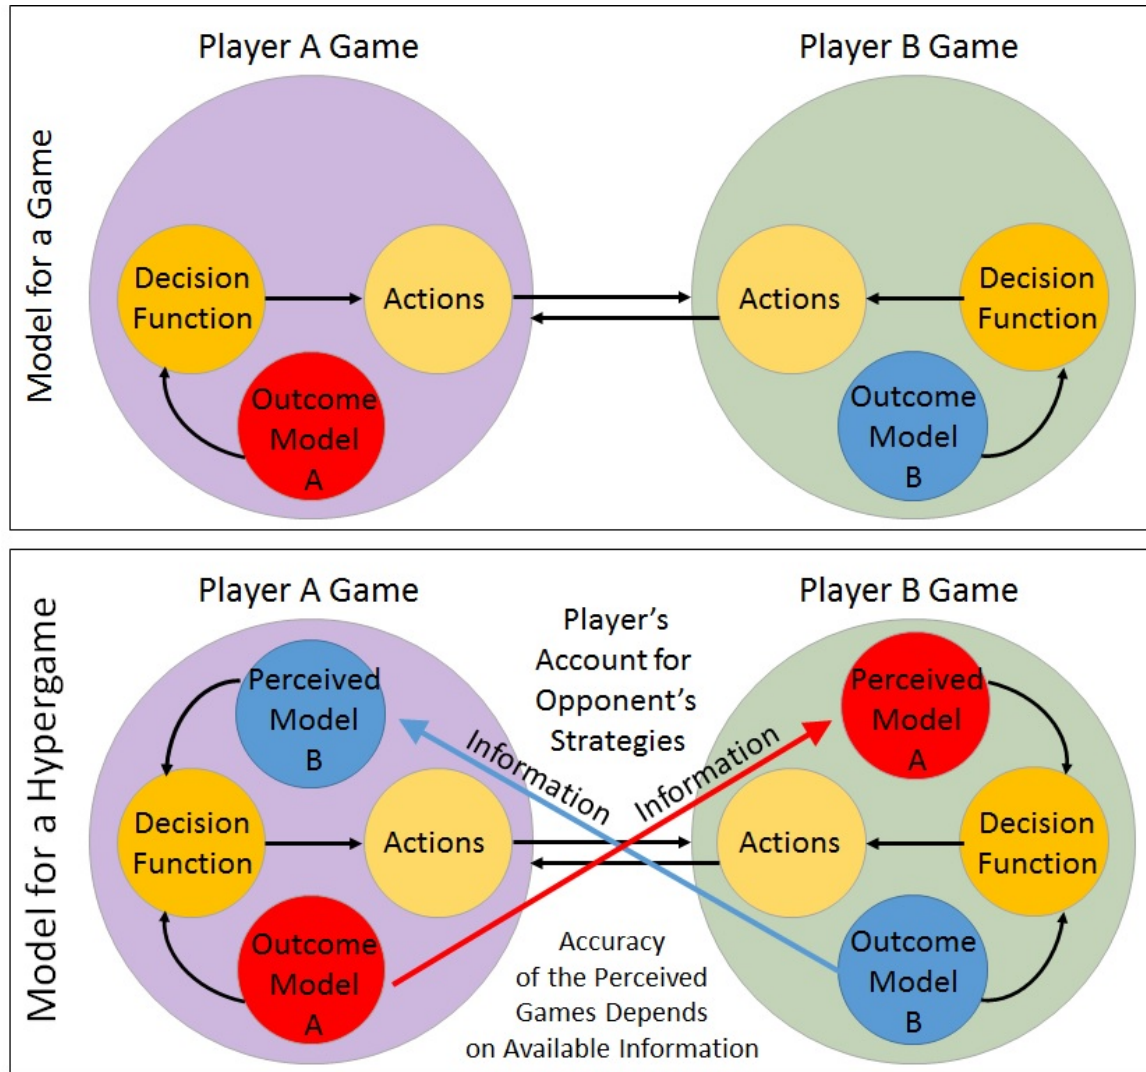 Player A Game
Player B Game
Model for a Game
Decision
Function
Actions
Outcome
Model
A
Actions
Decision
Function
Outcome
Model
B
Player A Game
Player B Game
Model for a Hypergame
Perceived
Model
B
Player's
Account for
Opponent's
Strategies
Perceived
Model
A
Information
Information
Decision
Function
Actions
Actions
Decision
Function
Outcome
Model
A
Accuracy
of the Perceived
Games Depends
on Available Information
Outcome
Model
B